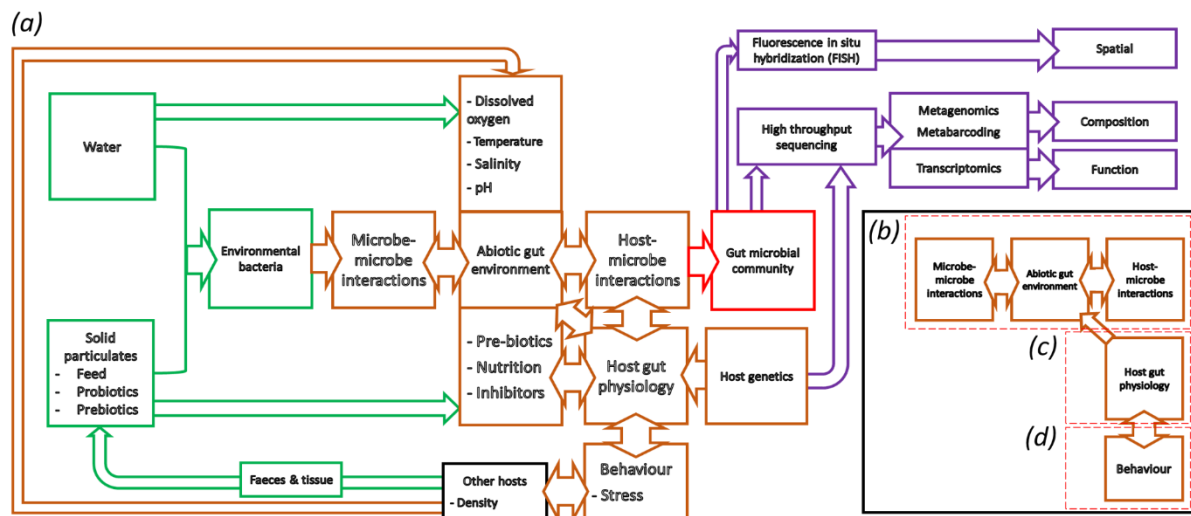 (a)
Water
Solid
particulates
- Feed
- Probiotics
- Prebiotics
Environmental
bacteria
Microbe-
microbe
interactions
- Dissolved
oxygen
- Temperature
- Salinity
- pH
Abiotic gut
environment
- Pre-biotics
- Nutrition
- Inhibitors
Host-
microbe
interactions
Host gut
physiology
Host genetics
Behaviour
- Stress
Other hosts
- Density
Faeces & tissue
Gut microbial
community
Fluorescence in situ
hybridization (FISH)
Spatial
High throughput
sequencing
Metagenomics
Metabarcoding
Transcriptomics
Composition
Function
(b)
Microbe-
microbe
interactions
Abiotic gut
environment
Host-
microbe
interactions
(c)
Host gut
physiology
(d)
Behaviour